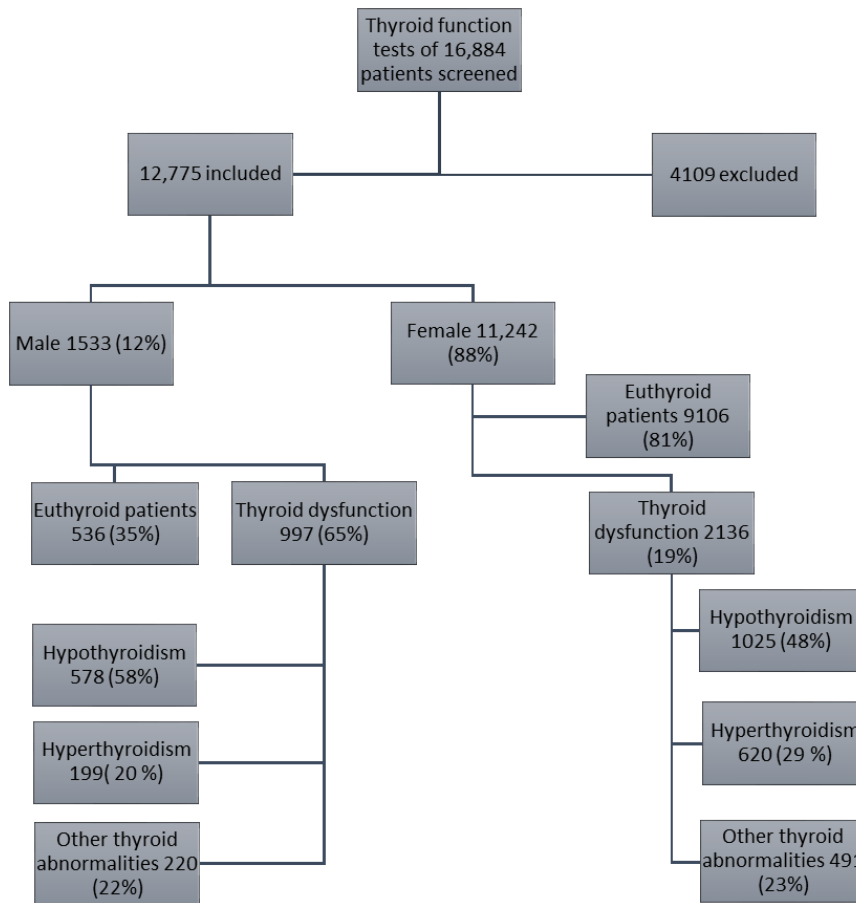 Thyroid function
tests of 16,884
patients screened
12,775 included
4109 excluded
Male 1533 (12%)
Female 11,242
(88%)
Euthyroid
patients 9106
(81%)
Euthyroid patients
536 (35%)
Thyroid dysfunction
997 (65%)
Thyroid
dysfunction 2136
(19%)
Hypothyroidism
578 (58%)
Hyperthyroidism
199( 20 %)
Other thyroid
abnormalities 220
(22%)
Hypothyroidism
1025 (48%)
Hyperthyroidism
620 (29 %)
Other thyroid
abnormalities 491
(23%)